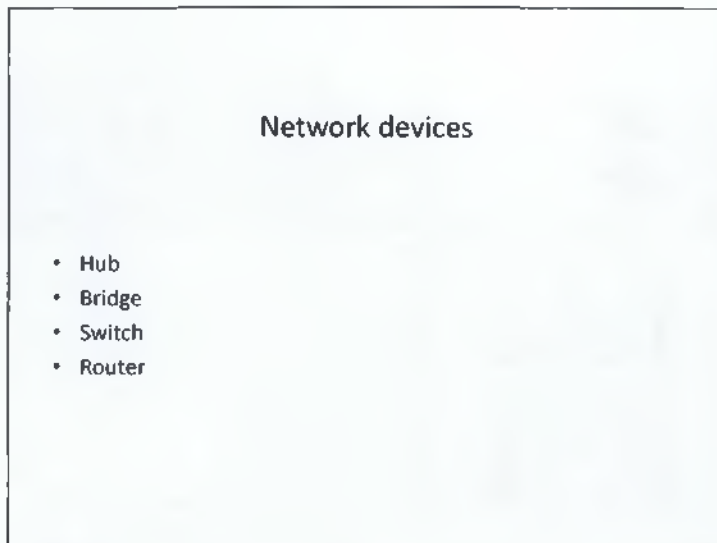 Network devices
• Hub
• Bridge
• Switch
• Router